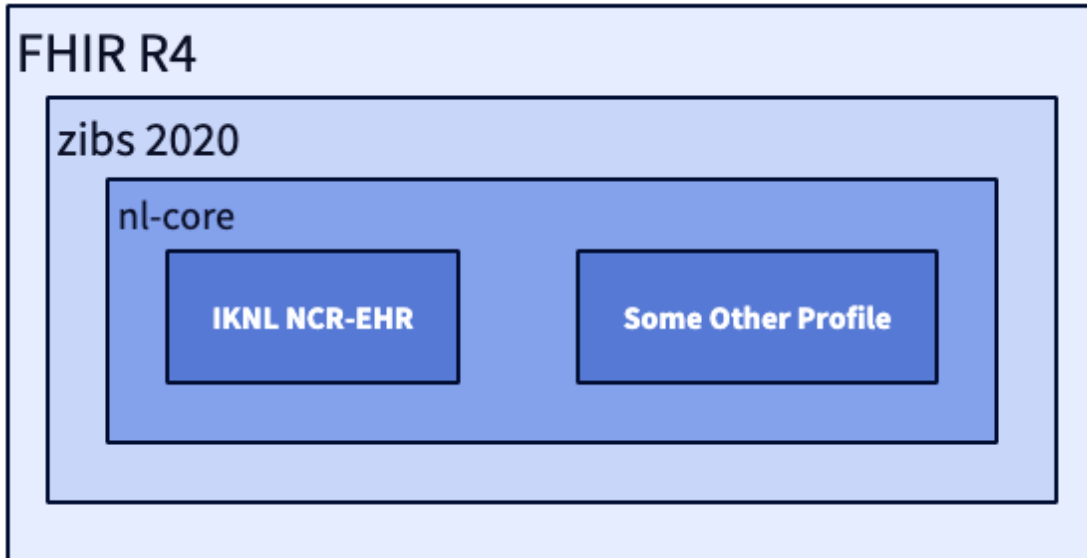 FHIR R4
zibs 2020
nl-core
IKNL NCR-EHR
Some Other Profile